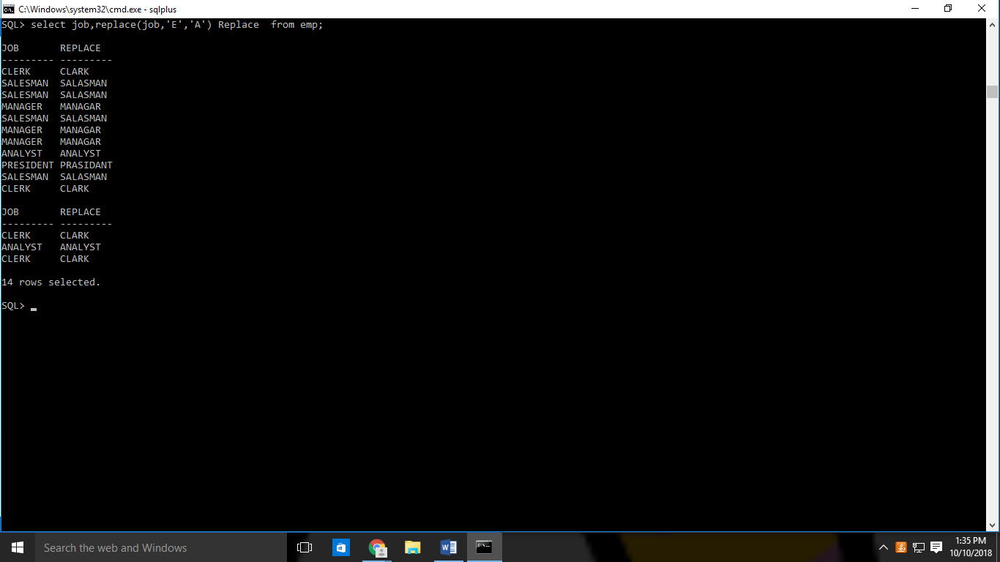 C:\Windows\system32\cmd.exe - sqlplus
SQL> select job,replace(job,'E','A') Replace  from emp;
JOB       REPLACE
--------- ---------
CLERK     CLARK
SALESMAN  SALASMAN
SALESMAN  SALASMAN
MANAGER   MANAGAR
SALESMAN  SALASMAN
MANAGER   MANAGAR
MANAGER   MANAGAR
ANALYST   ANALYST
PRESIDENT PRASIDANT
SALESMAN  SALASMAN
CLERK     CLARK
JOB       REPLACE
--------- ---------
CLERK     CLARK
ANALYST   ANALYST
CLERK     CLARK
14 rows selected.
SQL>
Search the web and Windows
1:35 PM
10/10/2018